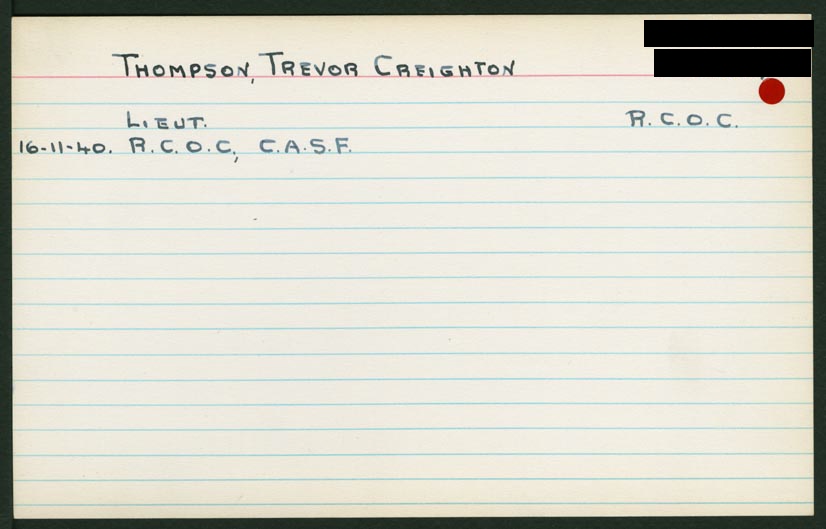 THOMPSON, TREVOR CREIGHTON
LIEUT. R.C.O.C.
16-11-40. R.C.O.C, C.A.S.F.